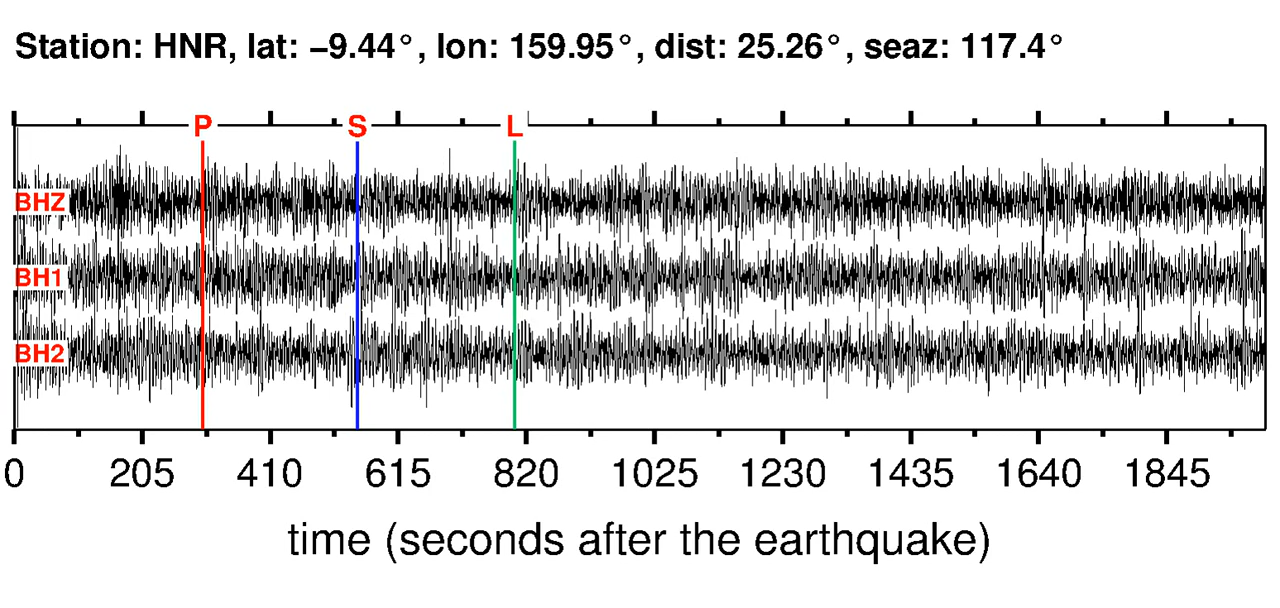 Station: HNR, lat: −9.44°, lon: 159.95°, dist: 25.26°, seaz: 117.4°
P S L
BHZ
BH1
BH2
0 205 410 615 820 1025 1230 1435 1640 1845
time (seconds after the earthquake)